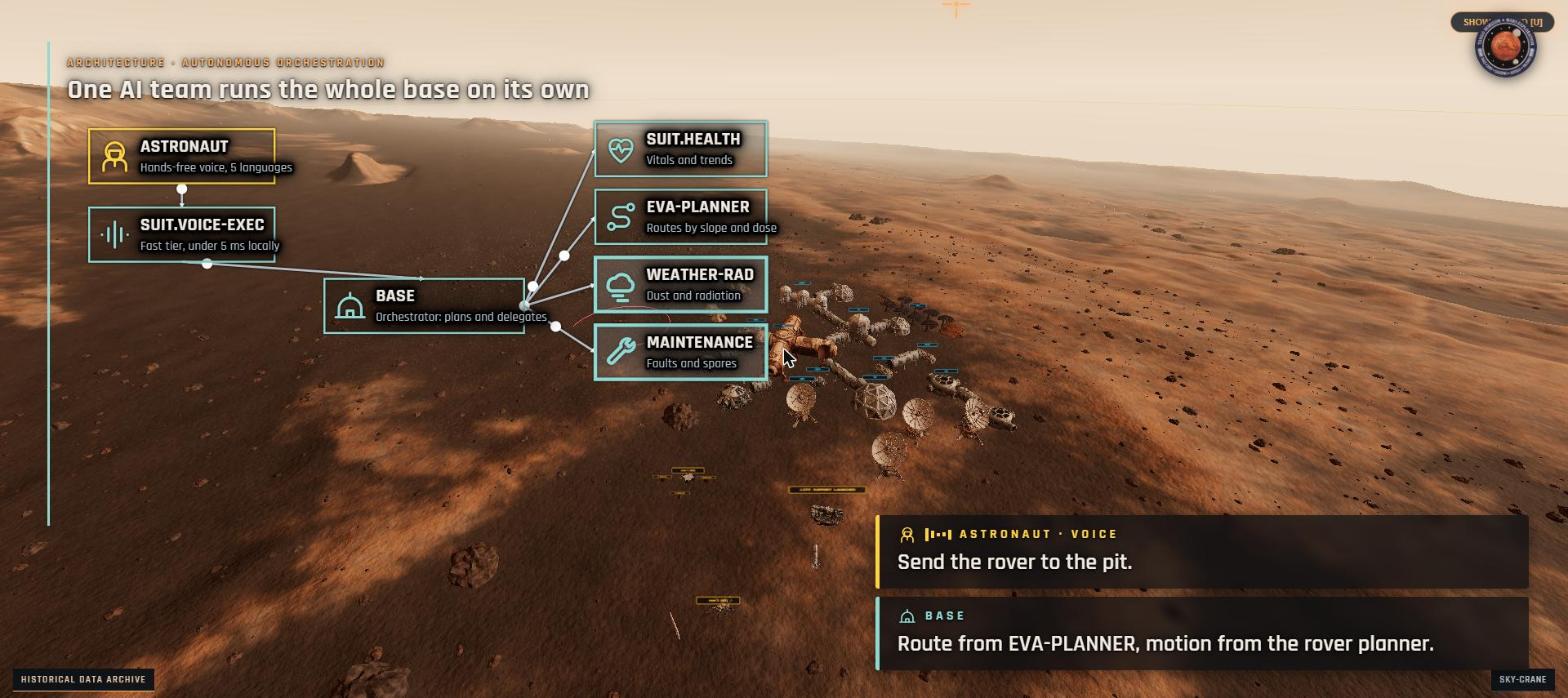 ARCHITECTURE · AUTONOMOUS ORCHESTRATION
One AI team runs the whole base on its own
ASTRONAUT
Hands-free voice, 5 languages
SUIT.VOICE-EXEC
Fast tier, under 5 ms locally
BASE
Orchestrator: plans and delegates
SUIT.HEALTH
Vitals and trends
EVA-PLANNER
Routes by slope and dose
WEATHER-RAD
Dust and radiation
MAINTENANCE
Faults and spares
[U]
ASTRONAUT · VOICE
Send the rover to the pit.
BASE
Route from EVA-PLANNER, motion from the rover planner.
HISTORICAL DATA ARCHIVE
SKY-CRANE